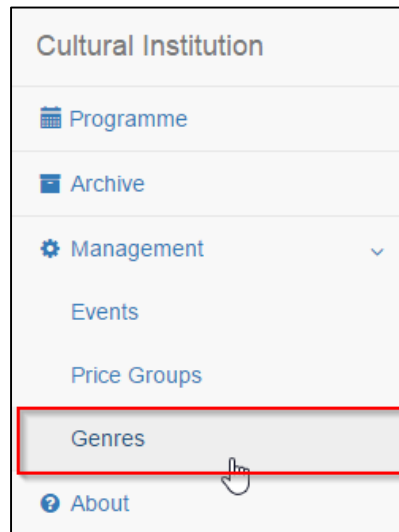 Cultural Institution
Programme
Archive
Management
Events
Price Groups
Genres
About